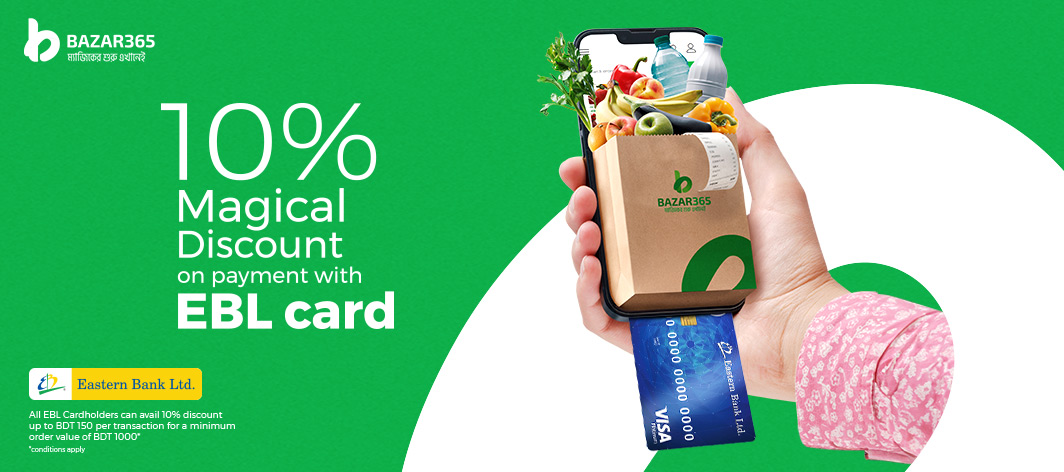 BAZAR365
ম্যাজিকের শুরু এখানেই
10%
Magical
Discount
on payment with
EBL card
Eastern Bank Ltd.
All EBL Cardholders can avail 10% discount
up to BDT 150 per transaction for a minimum
order value of BDT 1000*
*conditions apply
BAZAR365
ম্যাজিকের শুরু এখানেই
0000 0000 0000
Eastern Bank Ltd.
VISA